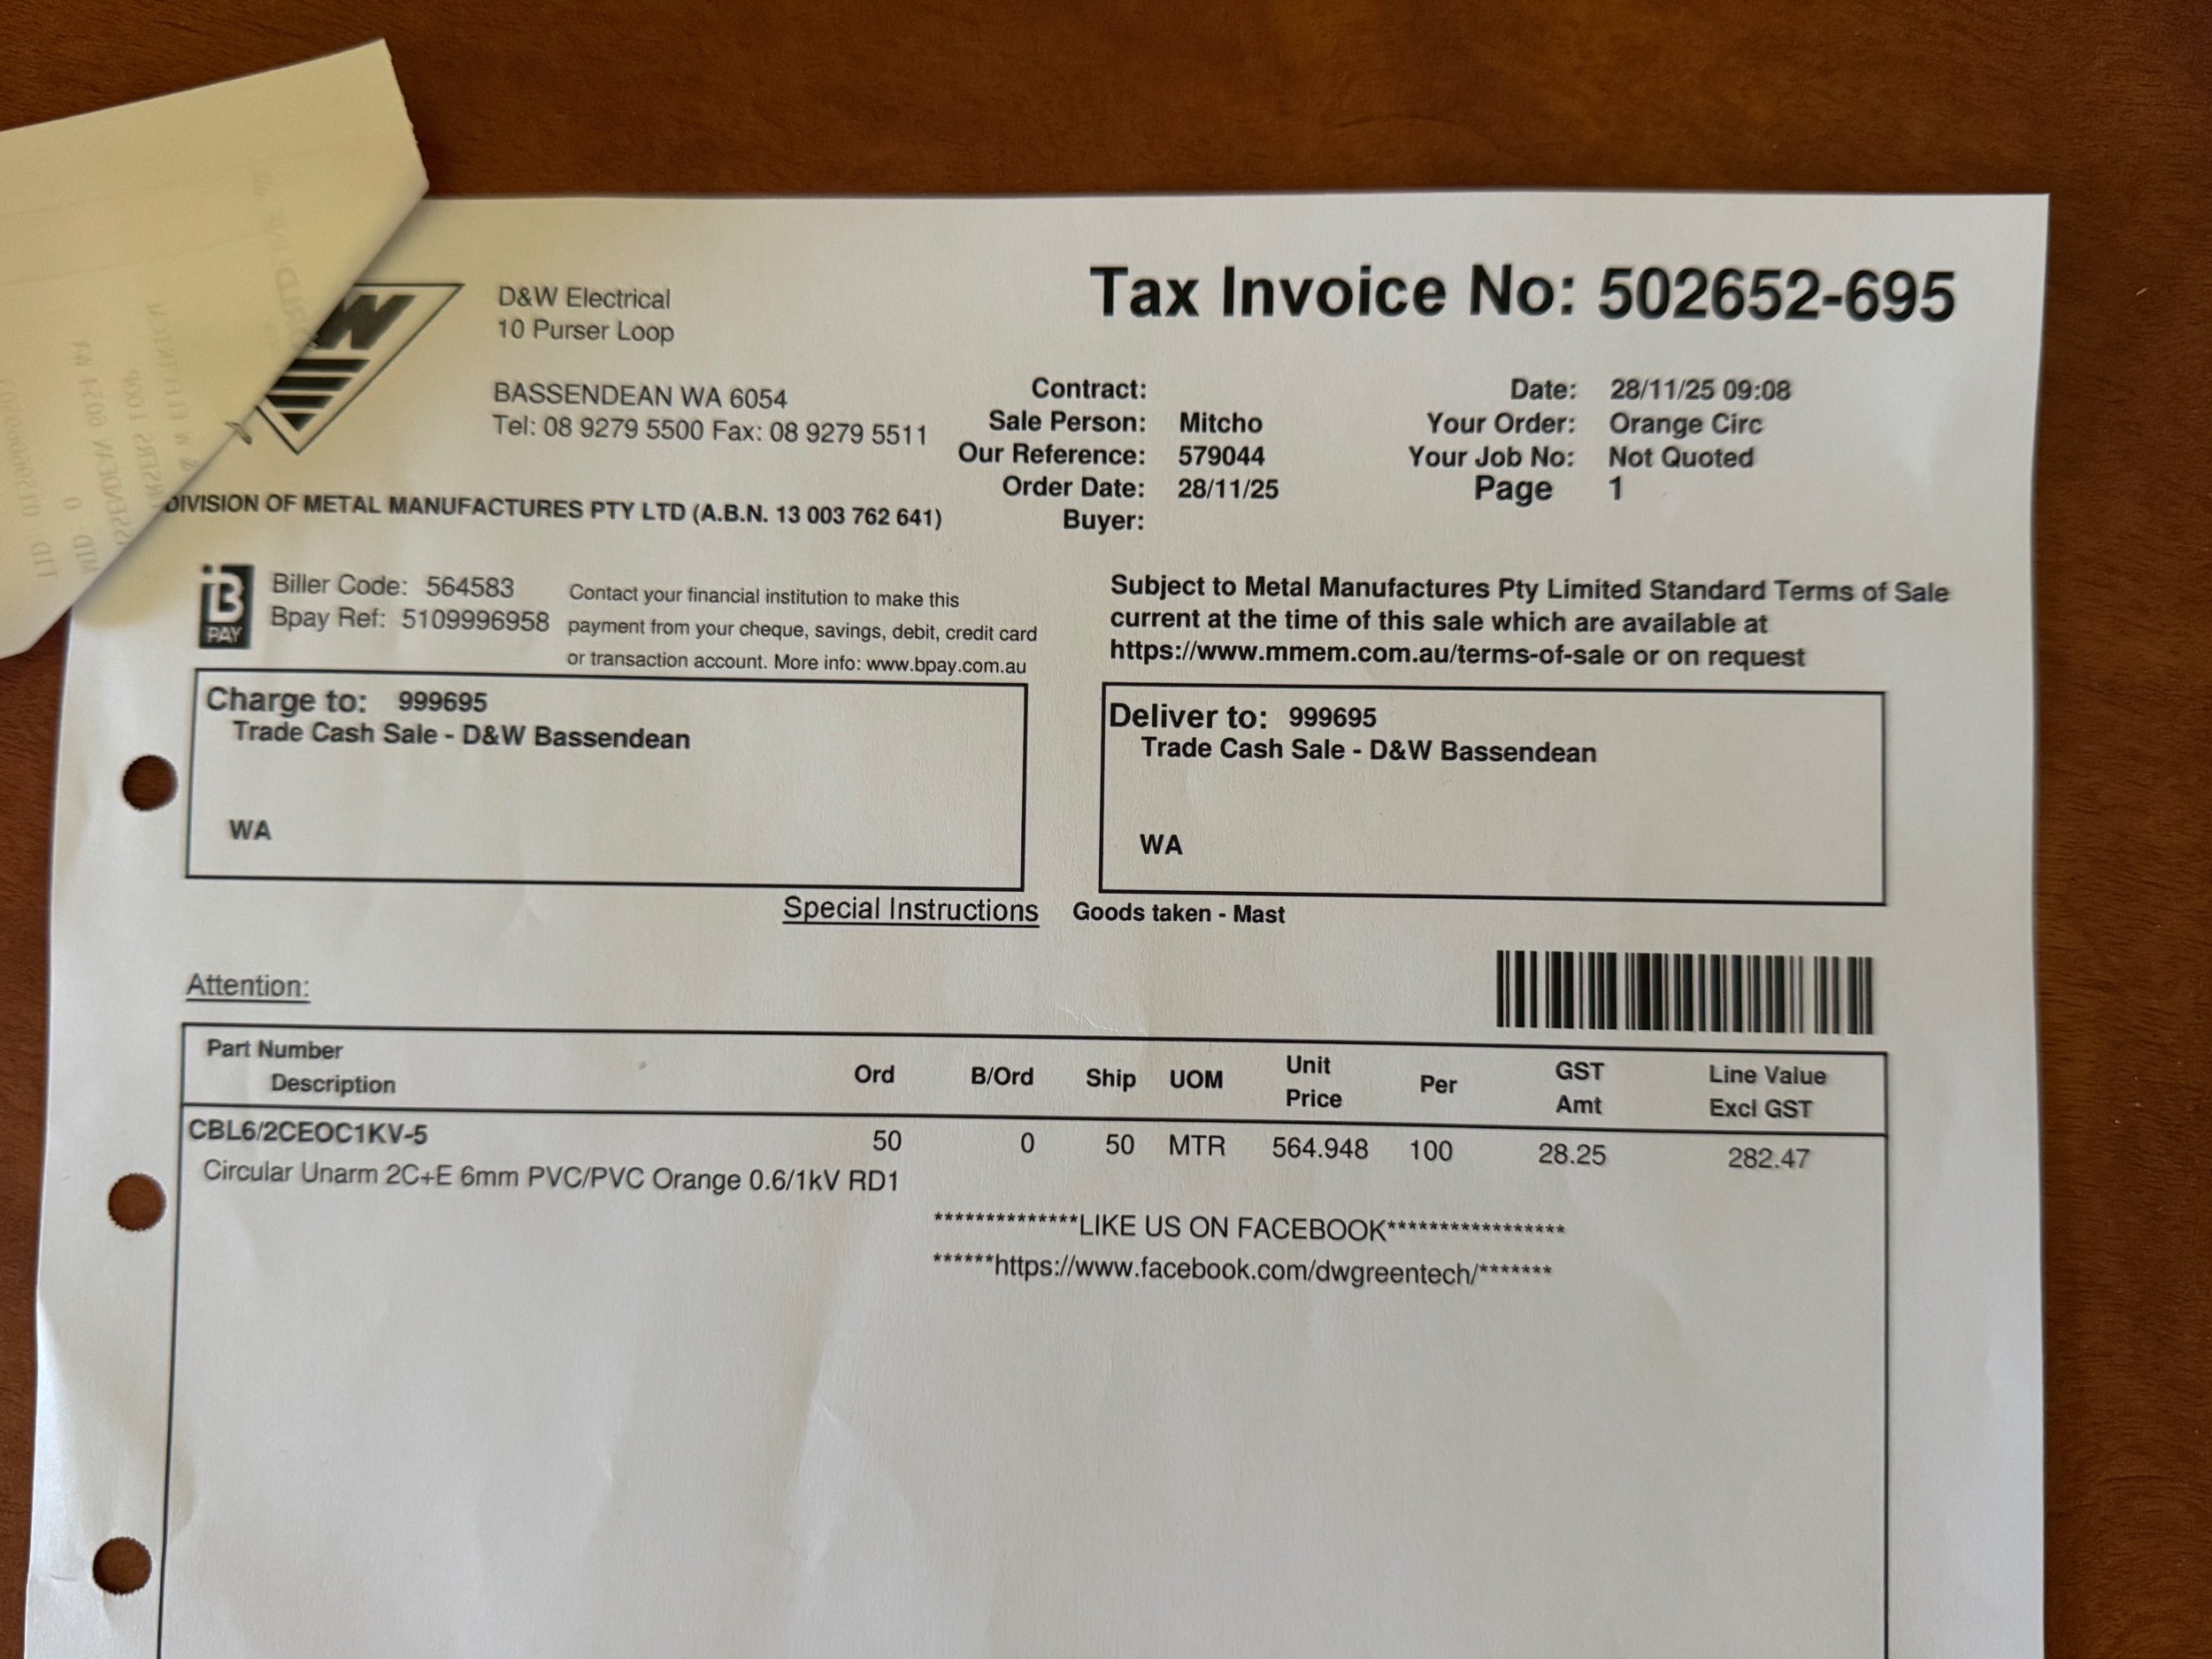 Tax Invoice No: 502652-695
D&W Electrical
10 Purser Loop
BASSENDEAN WA 6054
Tel: 08 9279 5500 Fax: 08 9279 5511
DIVISION OF METAL MANUFACTURES PTY LTD (A.B.N. 13 003 762 641)
Contract:
Sale Person: Mitcho
Our Reference: 579044
Order Date: 28/11/25
Buyer:
Date: 28/11/25 09:08
Your Order: Orange Circ
Your Job No: Not Quoted
Page 1
B PAY
Biller Code: 564583
Bpay Ref: 5109996958
Contact your financial institution to make this
payment from your cheque, savings, debit, credit card
or transaction account. More info: www.bpay.com.au
Subject to Metal Manufactures Pty Limited Standard Terms of Sale
current at the time of this sale which are available at
https://www.mmem.com.au/terms-of-sale or on request
Charge to: 999695
Trade Cash Sale - D&W Bassendean
WA
Deliver to: 999695
Trade Cash Sale - D&W Bassendean
WA
Special Instructions Goods taken - Mast
Attention:
Part Number Description Ord B/Ord Ship UOM Unit Price Per GST Amt Line Value Excl GST
CBL6/2CEOC1KV-5 50 0 50 MTR 564.948 100 28.25 282.47
Circular Unarm 2C+E 6mm PVC/PVC Orange 0.6/1kV RD1
**************LIKE US ON FACEBOOK*****************
******https://www.facebook.com/dwgreentech/*******